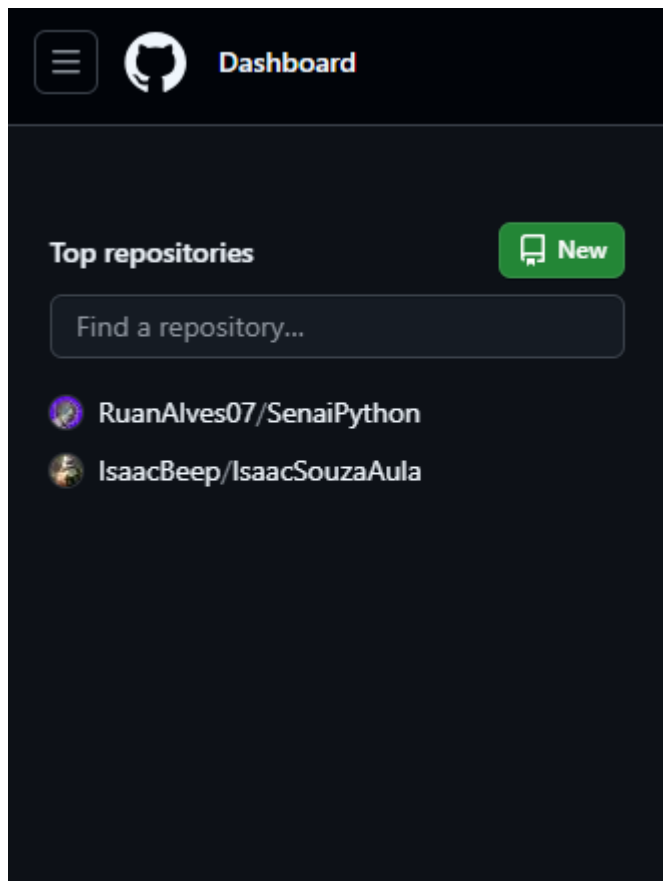 Dashboard
Top repositories
New
Find a repository...
RuanAlves07/SenaiPython
IsaacBeep/IsaacSouzaAula